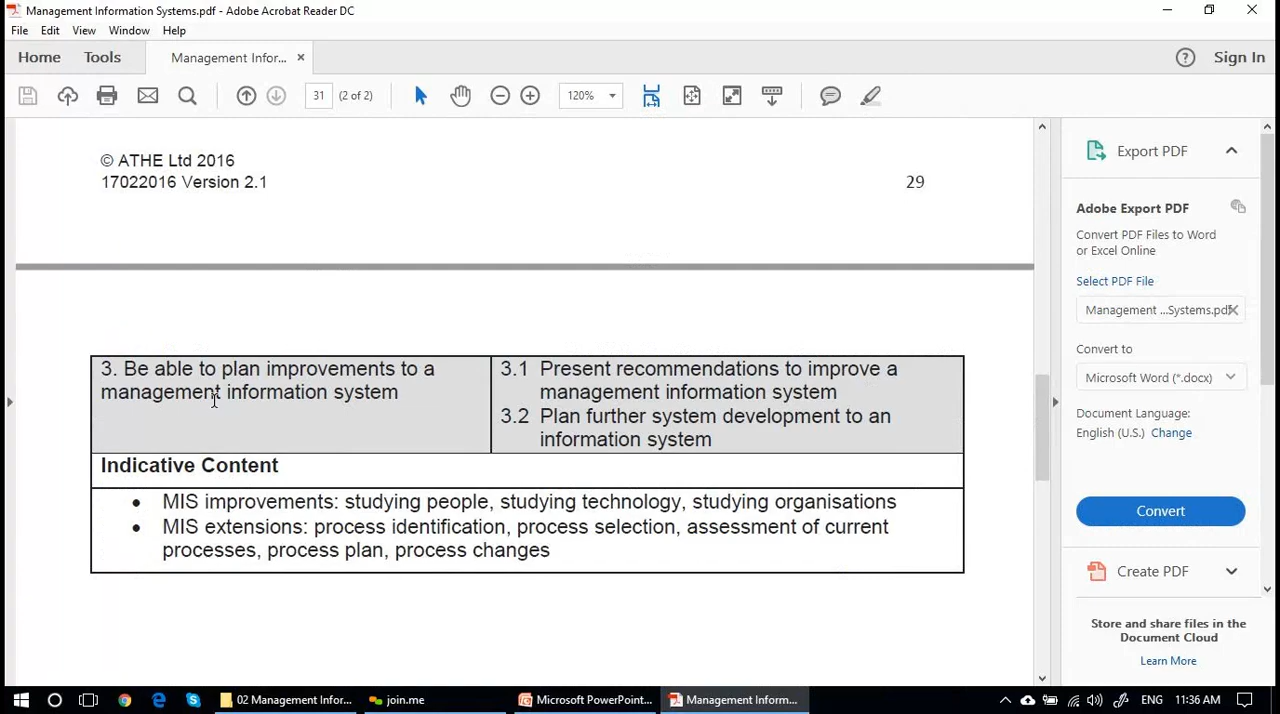 Management Information Systems.pdf - Adobe Acrobat Reader DC
File Edit View Window Help
Home Tools Management Infor... × Sign In
31 (2 of 2) 120%
© ATHE Ltd 2016
17022016 Version 2.1 29
3. Be able to plan improvements to a
management information system
3.1 Present recommendations to improve a
management information system
3.2 Plan further system development to an
information system
Indicative Content
• MIS improvements: studying people, studying technology, studying organisations
• MIS extensions: process identification, process selection, assessment of current
processes, process plan, process changes
Export PDF
Adobe Export PDF
Convert PDF Files to Word
or Excel Online
Select PDF File
Management ...Systems.pdf
Convert to
Microsoft Word (*.docx)
Document Language:
English (U.S.) Change
Convert
Create PDF
Store and share files in the
Document Cloud
Learn More
02 Management Infor... join.me Microsoft PowerPoint... Management Inform... ENG 11:36 AM